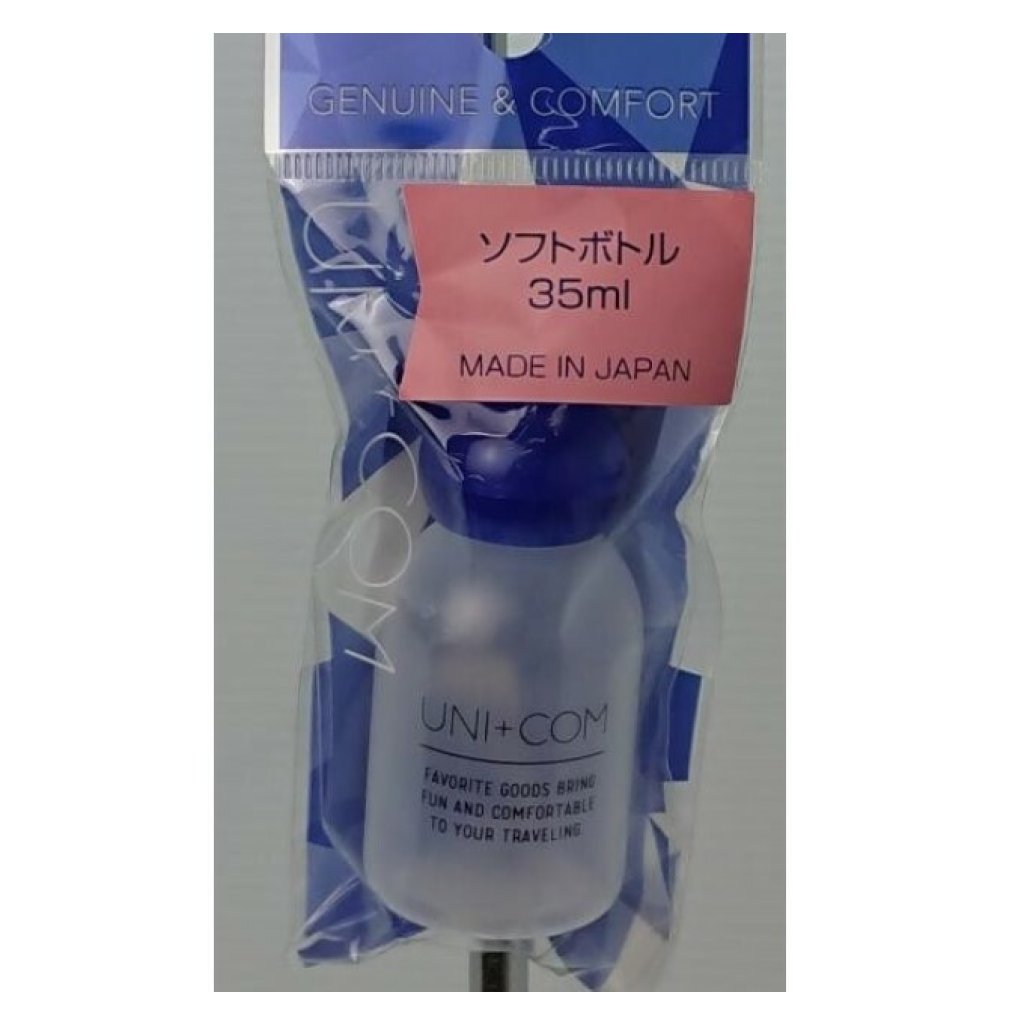 GENUINE & COMFORT
ソフトボトル
35ml
MADE IN JAPAN
UNI+COM
UNI+COM
FAVORITE GOODS BRING
FUN AND COMFORTABLE
TO YOUR TRAVELING